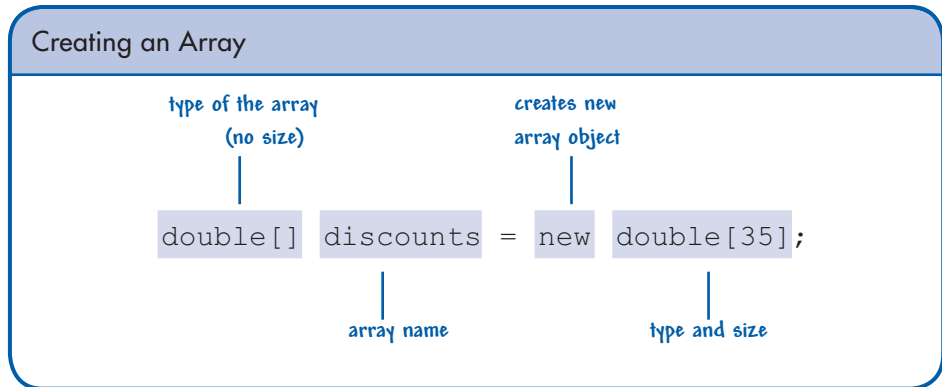 Creating an Array
type of the array
(no size)
creates new
array object
double[] discounts = new double[35];
array name
type and size